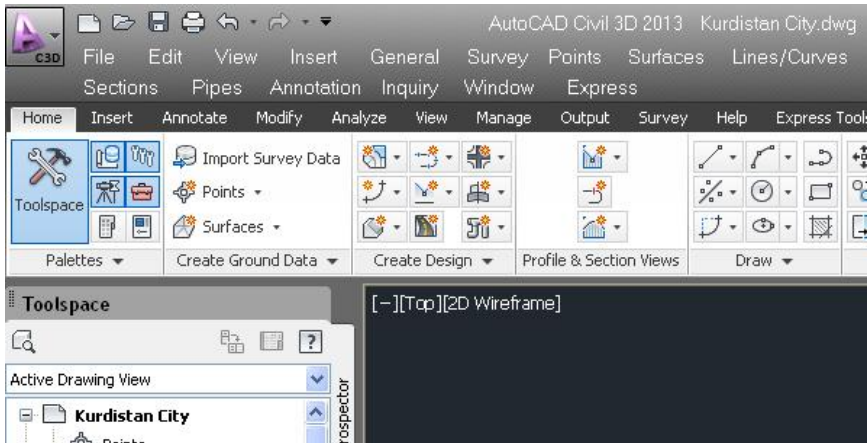 AutoCAD Civil 3D 2013 Kurdistan City.dwg
C3D
File Edit View Insert General Survey Points Surfaces Lines/Curves
Sections Pipes Annotation Inquiry Window Express
Home Insert Annotate Modify Analyze View Manage Output Survey Help Express Tools
Import Survey Data
Points
Toolspace
Surfaces
Palettes Create Ground Data Create Design Profile & Section Views Draw
Toolspace
[-][Top][2D Wireframe]
?
Active Drawing View
Kurdistan City
Points